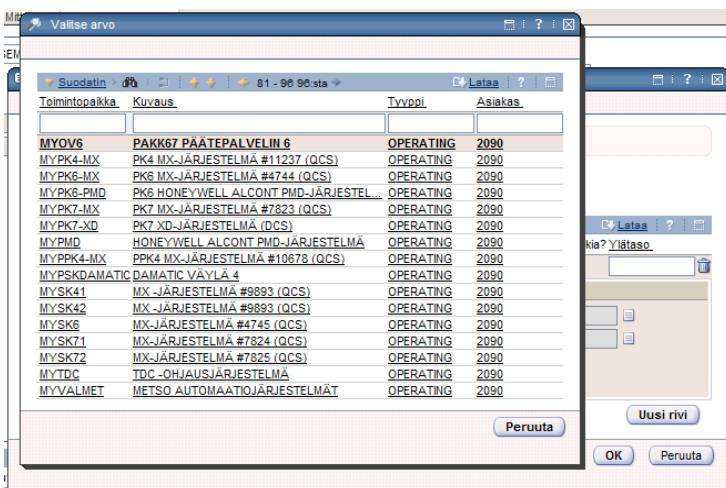 Valitse arvo
Suodatin 81 - 96 96:sta Lataa ?
Toimintopaikka Kuvaus Tyyppi Asiakas
MYOV6 PAKK67 PÄÄTEPALVELIN 6 OPERATING 2090
MYPK4-MX PK4 MX-JÄRJESTELMÄ #11237 (QCS) OPERATING 2090
MYPK6-MX PK6 MX-JÄRJESTELMÄ #4744 (QCS) OPERATING 2090
MYPK6-PMD PK6 HONEYWELL ALCONT PMD-JÄRJESTEL... OPERATING 2090
MYPK7-MX PK7 MX-JÄRJESTELMÄ #7823 (QCS) OPERATING 2090
MYPK7-XD PK7 XD-JÄRJESTELMÄ (DCS) OPERATING 2090
MYPMD HONEYWELL ALCONT PMD-JÄRJESTELMÄ OPERATING 2090
MYPPK4-MX PPK4 MX-JÄRJESTELMÄ #10678 (QCS) OPERATING 2090
MYPSKDAMATIC DAMATIC VÄYLÄ 4 OPERATING 2090
MYSK41 MX -JÄRJESTELMÄ #9893 (QCS) OPERATING 2090
MYSK42 MX -JÄRJESTELMÄ #9893 (QCS) OPERATING 2090
MYSK6 MX-JÄRJESTELMÄ #4745 (QCS) OPERATING 2090
MYSK71 MX-JÄRJESTELMÄ #7824 (QCS) OPERATING 2090
MYSK72 MX-JÄRJESTELMÄ #7825 (QCS) OPERATING 2090
MYTDC TDC -OHJAUSJÄRJESTELMÄ OPERATING 2090
MYVALMET METSO AUTOMAATIOJÄRJESTELMÄT OPERATING 2090
Peruuta
Lataa ?
kia? Ylätaso
Uusi rivi
OK Peruuta